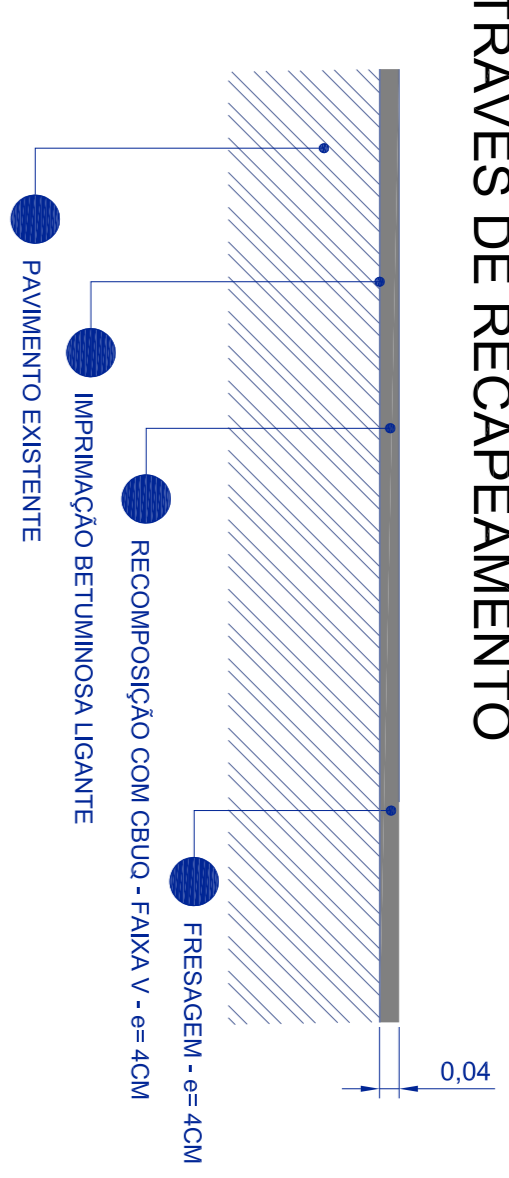 TRAVES DE RECAPEAMENTO
0,04
FRESAGEM - e= 4CM
RECOMPOSIÇÃO COM CBUQ - FAIXA V - e= 4CM
IMPRIMAÇÃO BETUMINOSA LIGANTE
PAVIMENTO EXISTENTE